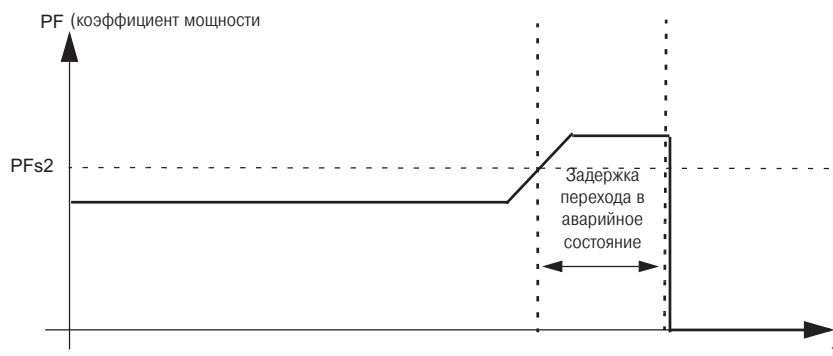 PF (коэффициент мощности
PFs2
Задержка
перехода в
аварийное
состояние
t